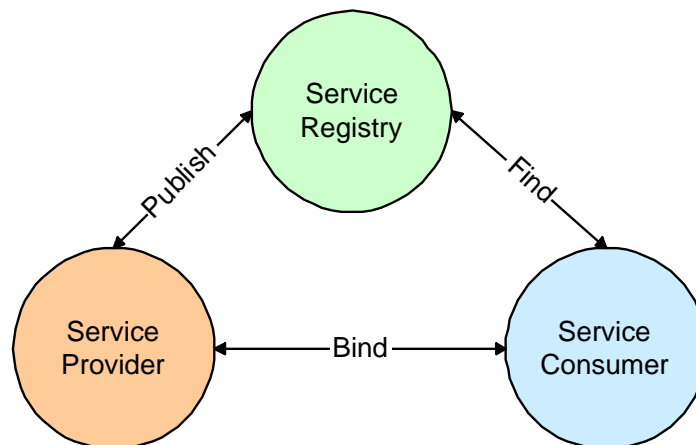 Service
Registry
Publish
Find
Service
Provider
Bind
Service
Consumer